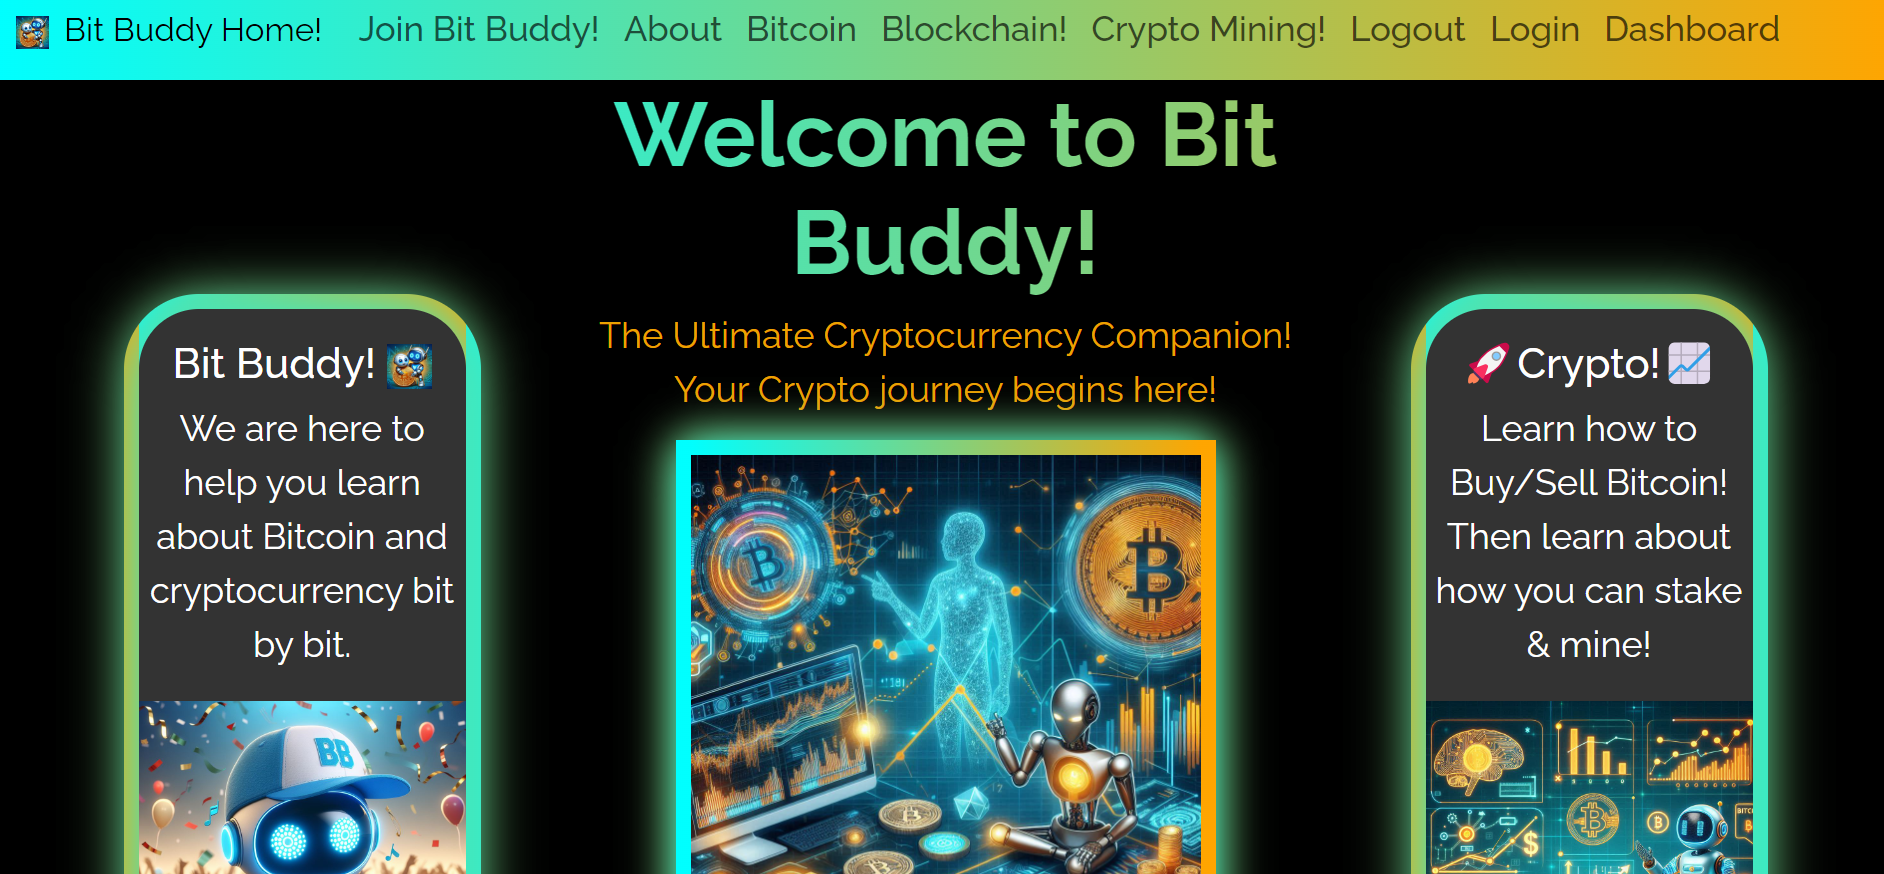 Bit Buddy Home! Join Bit Buddy! About Bitcoin Blockchain! Crypto Mining! Logout Login Dashboard
Welcome to Bit
Buddy!
The Ultimate Cryptocurrency Companion!
Your Crypto journey begins here!
Bit Buddy!
We are here to
help you learn
about Bitcoin and
cryptocurrency bit
by bit.
BB
Crypto!
Learn how to
Buy/Sell Bitcoin!
Then learn about
how you can stake
& mine!